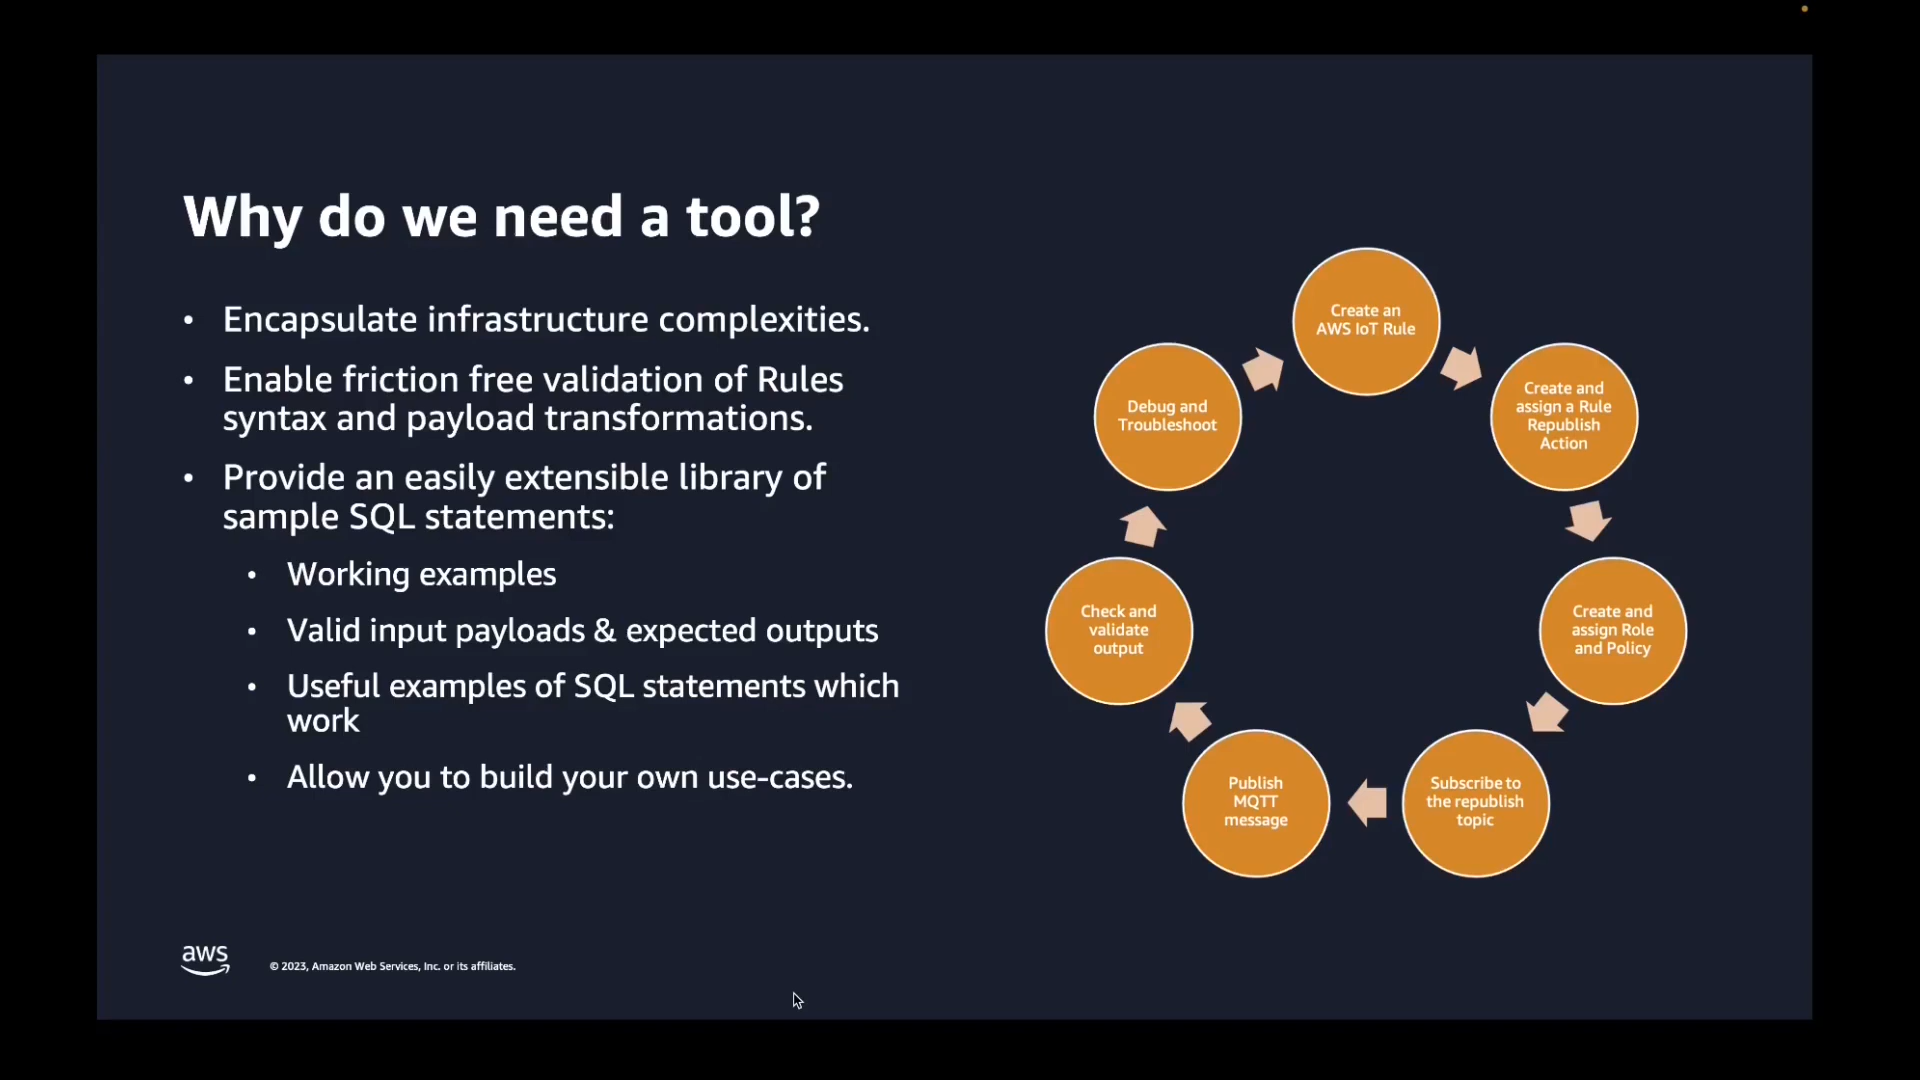 Why do we need a tool?
• Encapsulate infrastructure complexities.
• Enable friction free validation of Rules
syntax and payload transformations.
• Provide an easily extensible library of
sample SQL statements:
• Working examples
• Valid input payloads & expected outputs
• Useful examples of SQL statements which
work
• Allow you to build your own use-cases.
Create an
AWS IoT Rule
Create and
assign a Rule
Republish
Action
Create and
assign Role
and Policy
Subscribe to
the republish
topic
Publish
MQTT
message
Check and
validate
output
Debug and
Troubleshoot
aws
© 2023, Amazon Web Services, Inc. or its affiliates.